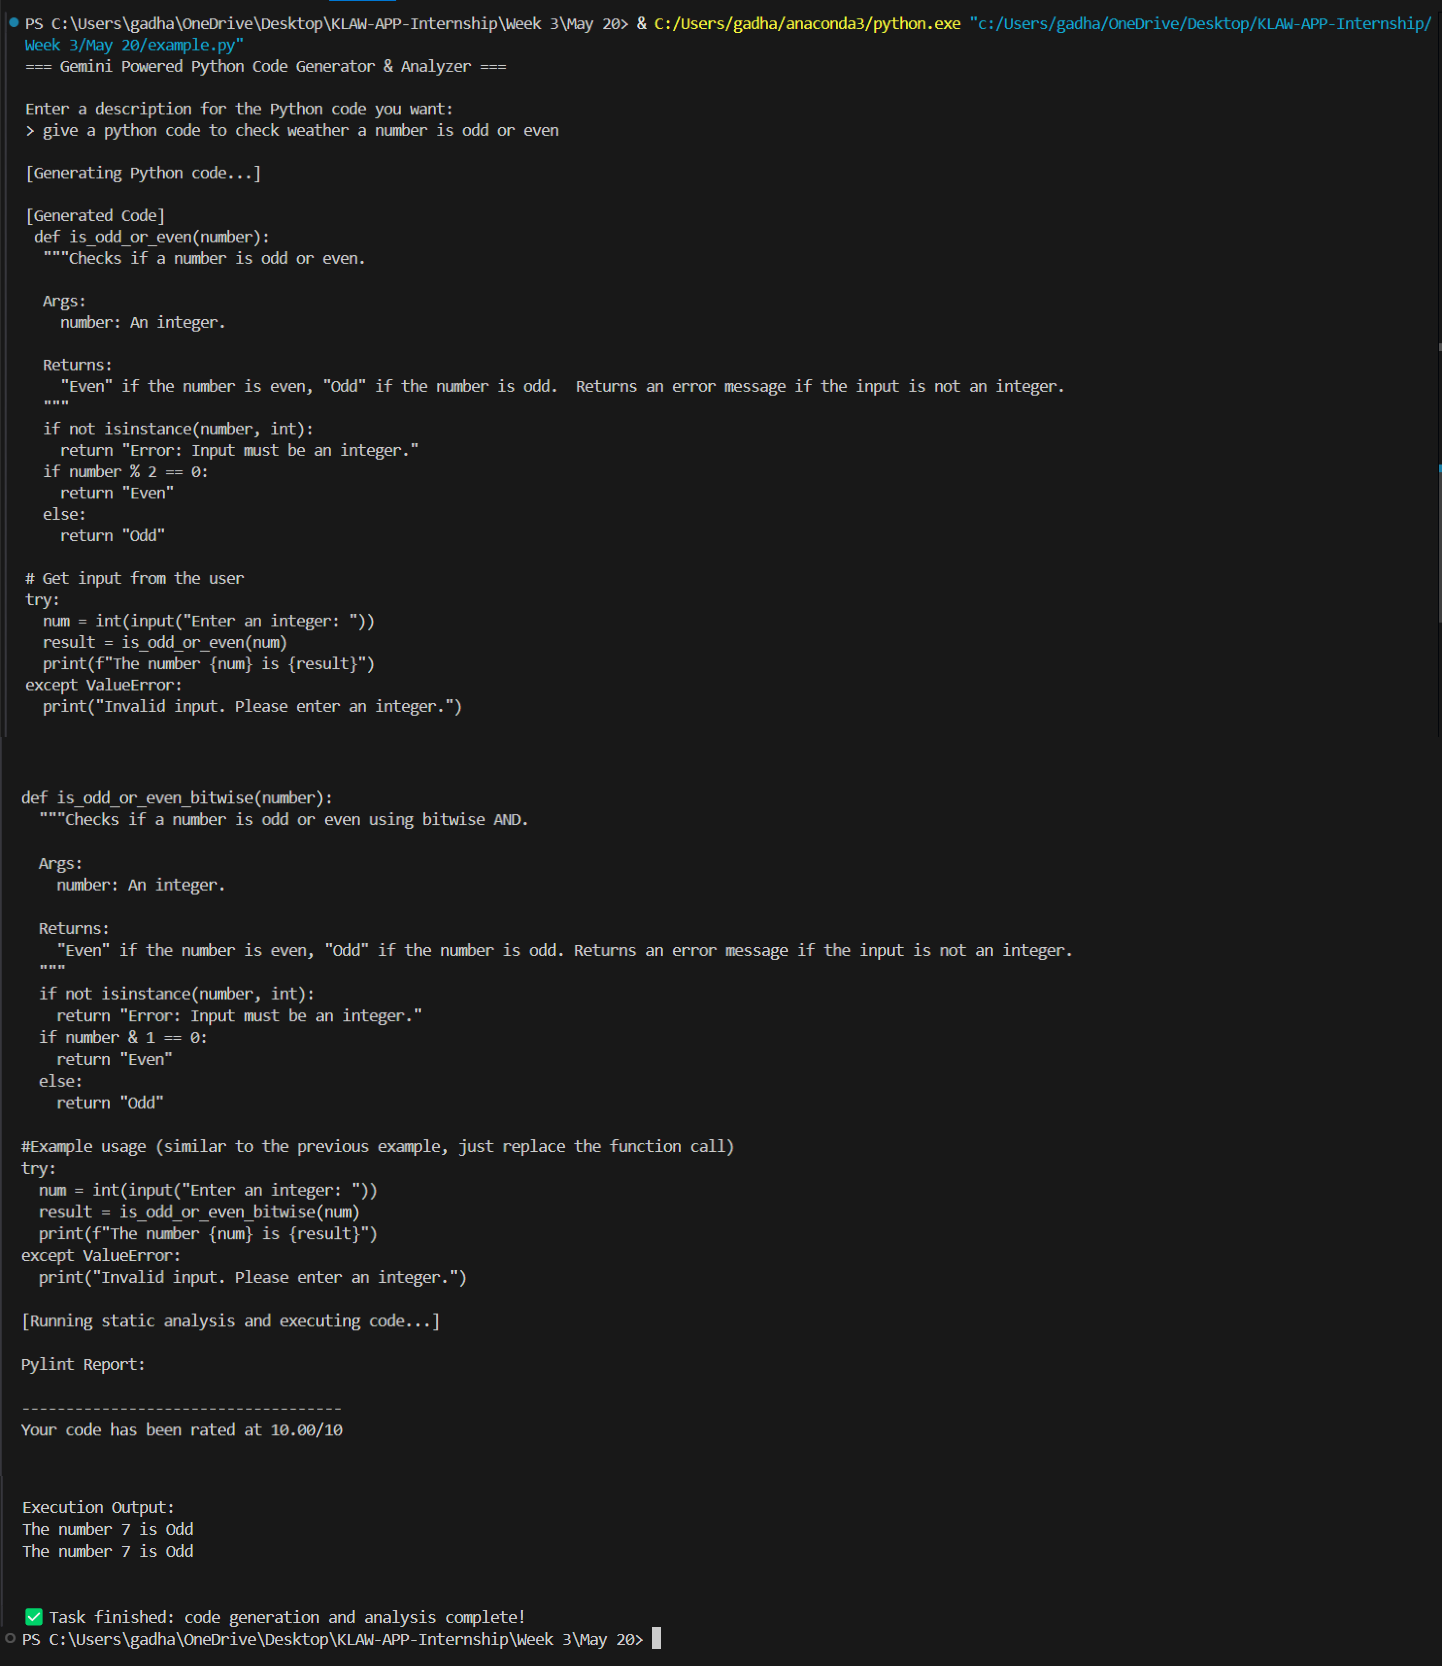 PS C:\Users\gadha\OneDrive\Desktop\KLAW-APP-Internship\Week 3\May 20> & C:/Users/gadha/anaconda3/python.exe "c:/Users/gadha/OneDrive/Desktop/KLAW-APP-Internship/
Week 3/May 20/example.py"
=== Gemini Powered Python Code Generator & Analyzer ===
Enter a description for the Python code you want:
> give a python code to check weather a number is odd or even
[Generating Python code...]
[Generated Code]
def is_odd_or_even(number):
"""Checks if a number is odd or even.
Args:
number: An integer.
Returns:
"Even" if the number is even, "Odd" if the number is odd.  Returns an error message if the input is not an integer.
"""
if not isinstance(number, int):
return "Error: Input must be an integer."
if number % 2 == 0:
return "Even"
else:
return "Odd"
# Get input from the user
try:
num = int(input("Enter an integer: "))
result = is_odd_or_even(num)
print(f"The number {num} is {result}")
except ValueError:
print("Invalid input. Please enter an integer.")
def is_odd_or_even_bitwise(number):
"""Checks if a number is odd or even using bitwise AND.
Args:
number: An integer.
Returns:
"Even" if the number is even, "Odd" if the number is odd. Returns an error message if the input is not an integer.
"""
if not isinstance(number, int):
return "Error: Input must be an integer."
if number & 1 == 0:
return "Even"
else:
return "Odd"
#Example usage (similar to the previous example, just replace the function call)
try:
num = int(input("Enter an integer: "))
result = is_odd_or_even_bitwise(num)
print(f"The number {num} is {result}")
except ValueError:
print("Invalid input. Please enter an integer.")
[Running static analysis and executing code...]
Pylint Report:
------------------------------------
Your code has been rated at 10.00/10
Execution Output:
The number 7 is Odd
The number 7 is Odd
✅ Task finished: code generation and analysis complete!
PS C:\Users\gadha\OneDrive\Desktop\KLAW-APP-Internship\Week 3\May 20>